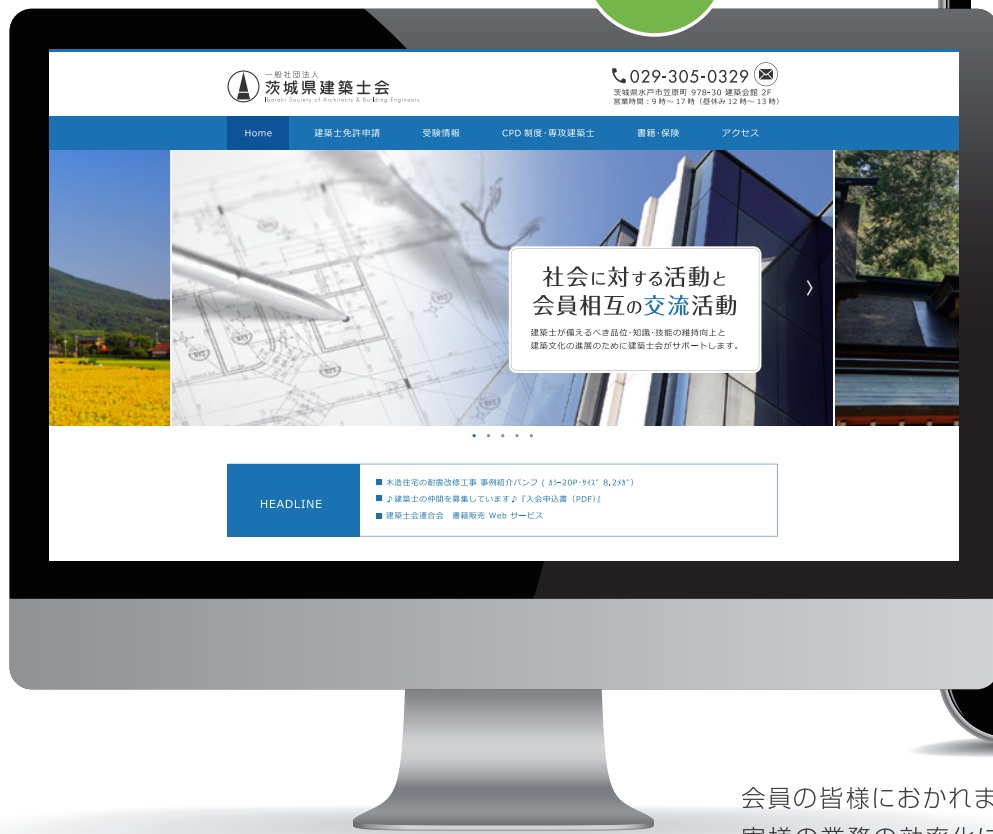 一般社団法人
茨城県建築士会
Ibaraki Society of Architects & Building Engineers
029-305-0329
茨城県水戸市笠原町 978-30 建築会館 2F
営業時間:9時〜17時(昼休み12時〜13時)
Home 建築士免許申請 受験情報 CPD 制度・専攻建築士 書籍・保険 アクセス
社会に対する活動と
会員相互の交流活動
建築士が備えるべき品位・知識・技能の維持向上と
建築文化の進展のために建築士会がサポートします。
HEADLINE
■ 木造住宅の耐震改修工事 事例紹介パンフ ( カラー20P・サイズ 8.2メガ)
■ ♪建築士の仲間を募集しています♪『入会申込書(PDF)』
■ 建築士会連合会 書籍販売 Web サービス
会員の皆様におかれま